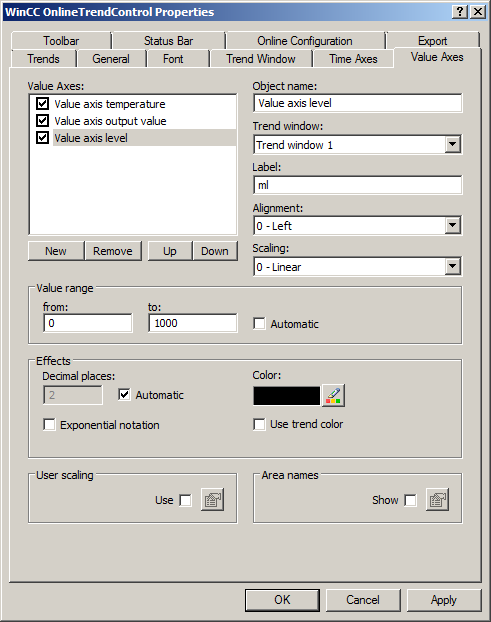 WinCC OnlineTrendControl Properties
Toolbar Status Bar Online Configuration Export
Trends General Font Trend Window Time Axes Value Axes
Value Axes:
Value axis temperature
Value axis output value
Value axis level
New Remove Up Down
Object name:
Value axis level
Trend window:
Trend window 1
Label:
ml
Alignment:
0 - Left
Scaling:
0 - Linear
Value range
from: to:
0 1000 Automatic
Effects
Decimal places: Color:
2 Automatic
Exponential notation Use trend color
User scaling Area names
Use Show
OK Cancel Apply